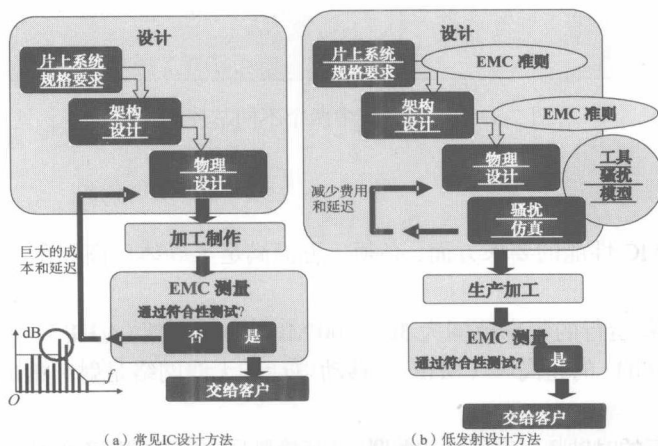 设计
片上系统
规格要求
架构
设计
物理
设计
巨大的成
本和延迟
加工制作
EMC 测量
通过符合性测试?
否
是
dB
f
O
交给客户
(a) 常见IC设计方法
设计
片上系统
规格要求
EMC 准则
架构
设计
EMC 准则
物理
设计
工具
骚扰
模型
减少费用
和延迟
骚扰
仿真
生产加工
EMC 测量
通过符合性测试?
是
交给客户
(b) 低发射设计方法